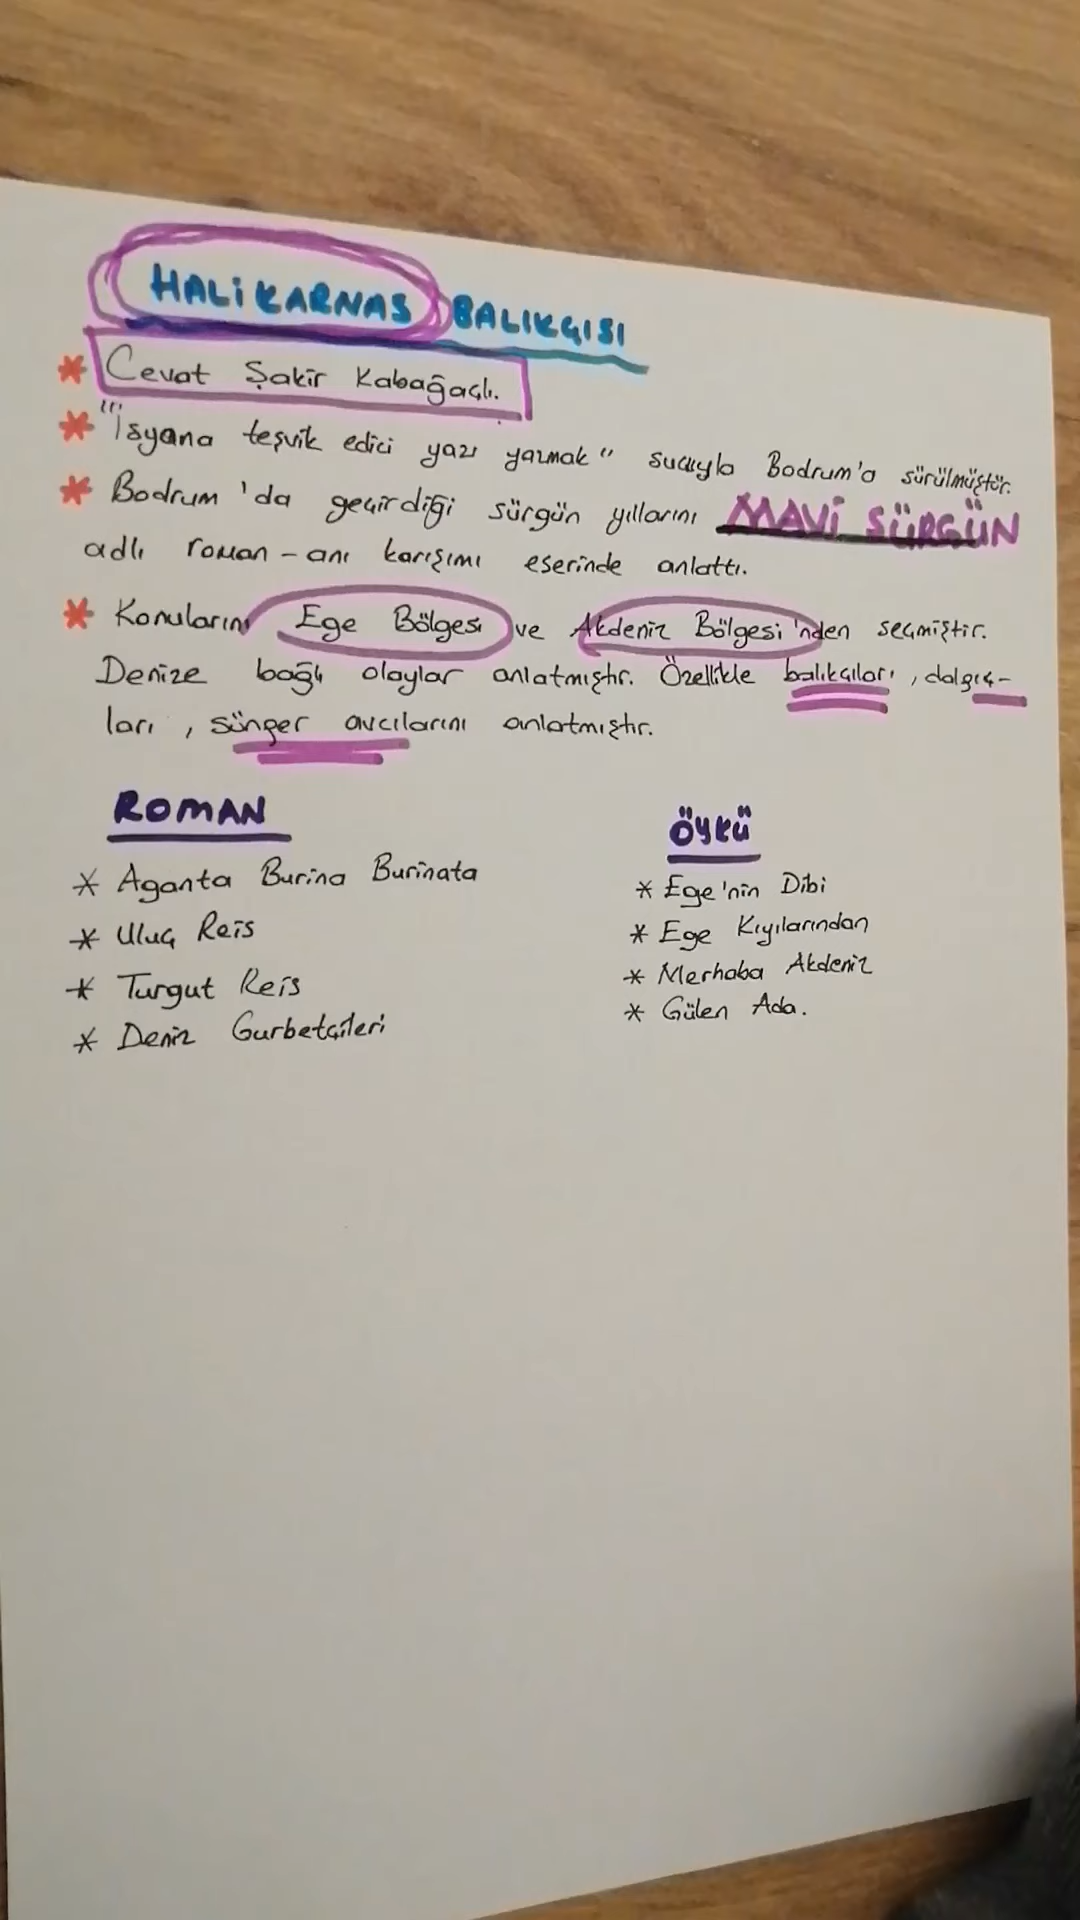 HALİKARNAS BALIKÇISI
* Cevat Şakir Kabağaçlı.
* "İsyana teşvik edici yazı yazmak" suçuyla Bodrum'a sürülmüştür.
* Bodrum'da geçirdiği sürgün yıllarını MAVİ SÜRGÜN
adlı roman-anı karışımı eserinde anlattı.
* Konularını Ege Bölgesi ve Akdeniz Bölgesi'nden seçmiştir.
Denize bağlı olaylar anlatmıştır. Özellikle balıkçıları, dalgıç-
ları, sünger avcılarını anlatmıştır.
ROMAN
* Aganta Burina Burinata
* Uluç Reis
* Turgut Reis
* Deniz Gurbetçileri
ÖYKÜ
* Ege'nin Dibi
* Ege Kıyılarından
* Merhaba Akdeniz
* Gülen Ada.